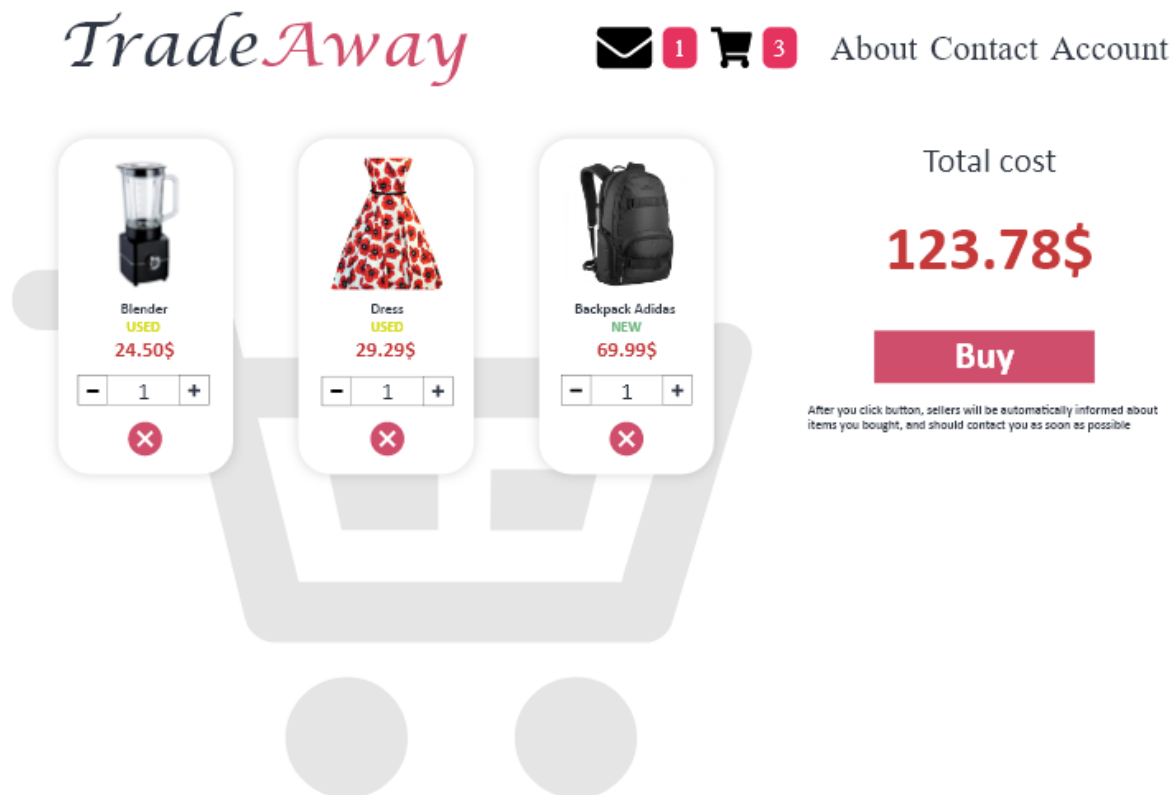 TradeAway
1
3
About Contact Account
Blender
USED
24.50$
1
Dress
USED
29.29$
1
Backpack Adidas
NEW
69.99$
1
Total cost
123.78$
Buy
After you click button, sellers will be automatically informed about
items you bought, and should contact you as soon as possible